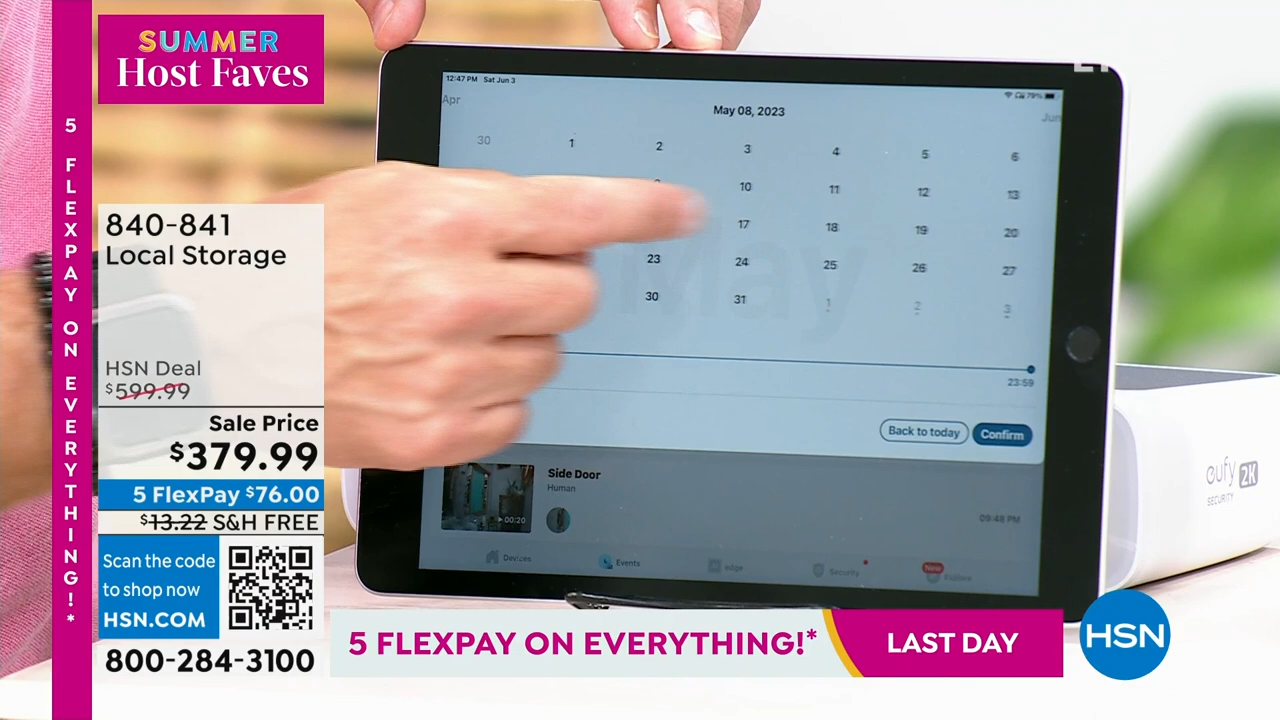 SUMMER
Host Faves
5 FLEXPAY ON EVERYTHING!*
840-841
Local Storage
HSN Deal
$599.99
Sale Price
$379.99
5 FlexPay $76.00
$13.22 S&H FREE
Scan the code
to shop now
HSN.COM
800-284-3100
12:47 PM Sat Jun 3
79%
Apr
May 08, 2023
Jun
30 1 2 3 4 5 6
10 11 12 13
17 18 19 20
23 24 25 26 27
30 31 1 2 3
May
23:59
Back to today
Confirm
Side Door
Human
00:20
09:48 PM
Devices
Events
edge
Security
New
Explore
eufy
SECURITY
2K
5 FLEXPAY ON EVERYTHING!*
LAST DAY
HSN